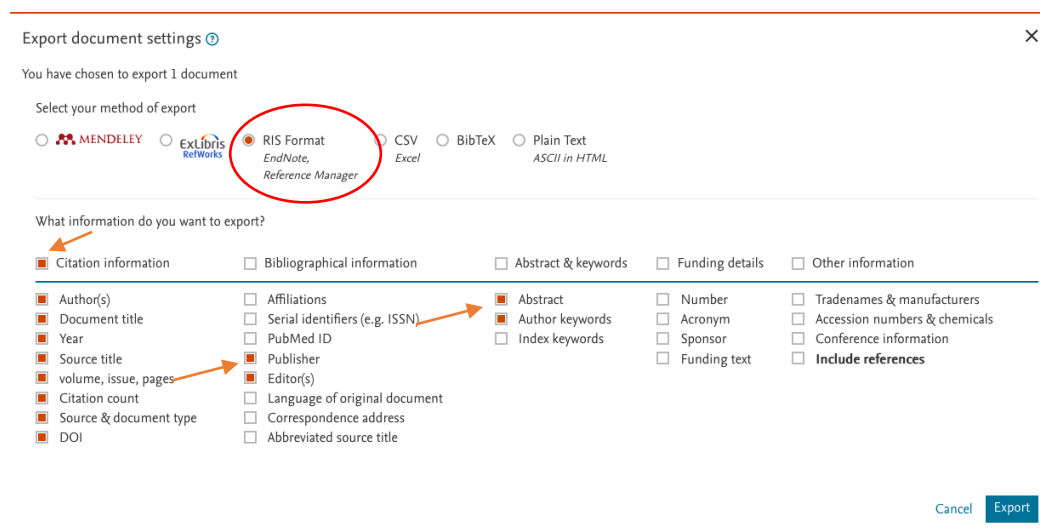 Export document settings ?
You have chosen to export 1 document
Select your method of export
MENDELEY
ExLibris
RefWorks
RIS Format
EndNote,
Reference Manager
CSV
Excel
BibTeX
Plain Text
ASCII in HTML
What information do you want to export?
Citation information
Author(s)
Document title
Year
Source title
volume, issue, pages
Citation count
Source & document type
DOI
Bibliographical information
Affiliations
Serial identifiers (e.g. ISSN)
PubMed ID
Publisher
Editor(s)
Language of original document
Correspondence address
Abbreviated source title
Abstract & keywords
Abstract
Author keywords
Index keywords
Funding details
Number
Acronym
Sponsor
Funding text
Other information
Tradenames & manufacturers
Accession numbers & chemicals
Conference information
Include references
Cancel
Export